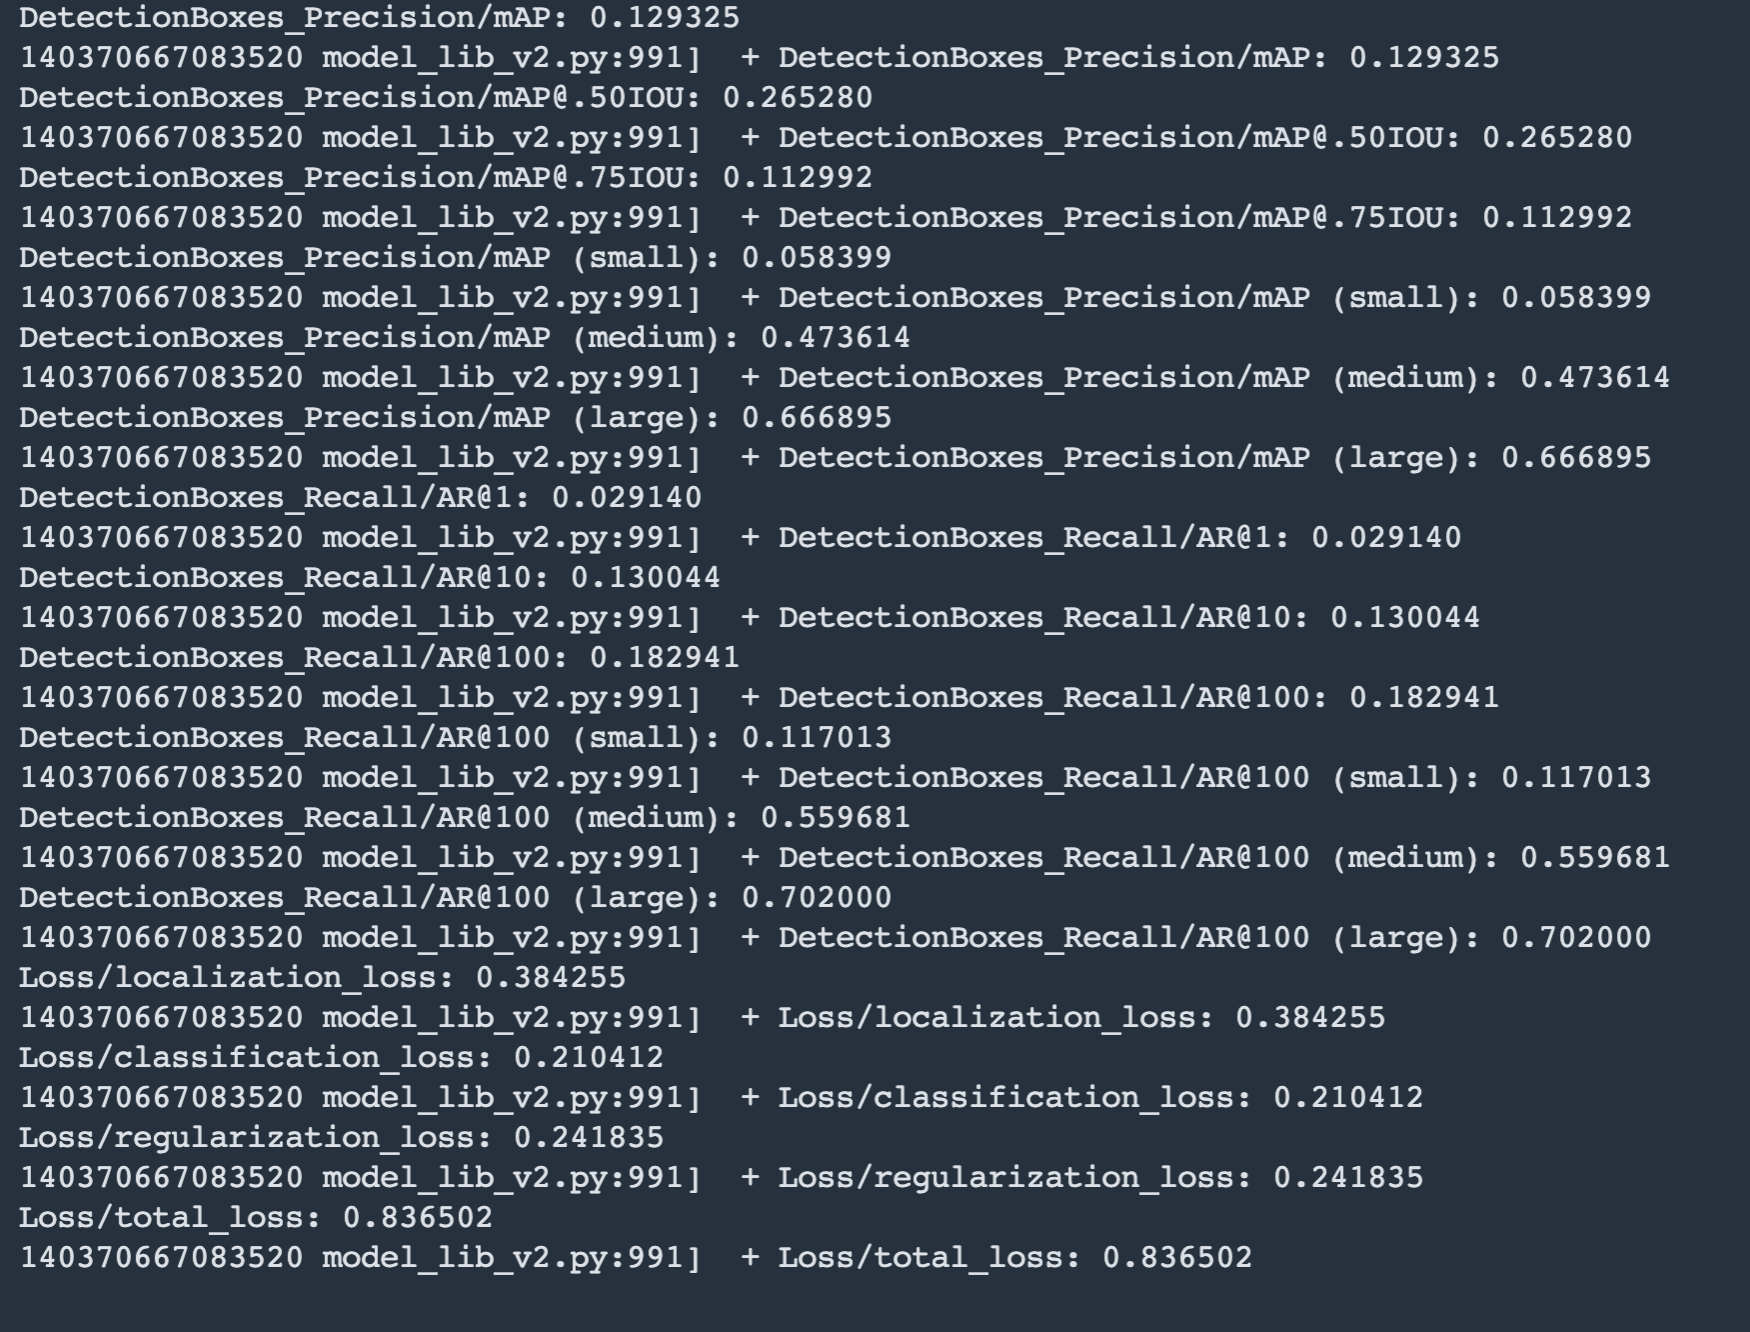 DetectionBoxes_Precision/mAP: 0.129325
140370667083520 model_lib_v2.py:991]  + DetectionBoxes_Precision/mAP: 0.129325
DetectionBoxes_Precision/mAP@.50IOU: 0.265280
140370667083520 model_lib_v2.py:991]  + DetectionBoxes_Precision/mAP@.50IOU: 0.265280
DetectionBoxes_Precision/mAP@.75IOU: 0.112992
140370667083520 model_lib_v2.py:991]  + DetectionBoxes_Precision/mAP@.75IOU: 0.112992
DetectionBoxes_Precision/mAP (small): 0.058399
140370667083520 model_lib_v2.py:991]  + DetectionBoxes_Precision/mAP (small): 0.058399
DetectionBoxes_Precision/mAP (medium): 0.473614
140370667083520 model_lib_v2.py:991]  + DetectionBoxes_Precision/mAP (medium): 0.473614
DetectionBoxes_Precision/mAP (large): 0.666895
140370667083520 model_lib_v2.py:991]  + DetectionBoxes_Precision/mAP (large): 0.666895
DetectionBoxes_Recall/AR@1: 0.029140
140370667083520 model_lib_v2.py:991]  + DetectionBoxes_Recall/AR@1: 0.029140
DetectionBoxes_Recall/AR@10: 0.130044
140370667083520 model_lib_v2.py:991]  + DetectionBoxes_Recall/AR@10: 0.130044
DetectionBoxes_Recall/AR@100: 0.182941
140370667083520 model_lib_v2.py:991]  + DetectionBoxes_Recall/AR@100: 0.182941
DetectionBoxes_Recall/AR@100 (small): 0.117013
140370667083520 model_lib_v2.py:991]  + DetectionBoxes_Recall/AR@100 (small): 0.117013
DetectionBoxes_Recall/AR@100 (medium): 0.559681
140370667083520 model_lib_v2.py:991]  + DetectionBoxes_Recall/AR@100 (medium): 0.559681
DetectionBoxes_Recall/AR@100 (large): 0.702000
140370667083520 model_lib_v2.py:991]  + DetectionBoxes_Recall/AR@100 (large): 0.702000
Loss/localization_loss: 0.384255
140370667083520 model_lib_v2.py:991]  + Loss/localization_loss: 0.384255
Loss/classification_loss: 0.210412
140370667083520 model_lib_v2.py:991]  + Loss/classification_loss: 0.210412
Loss/regularization_loss: 0.241835
140370667083520 model_lib_v2.py:991]  + Loss/regularization_loss: 0.241835
Loss/total_loss: 0.836502
140370667083520 model_lib_v2.py:991]  + Loss/total_loss: 0.836502